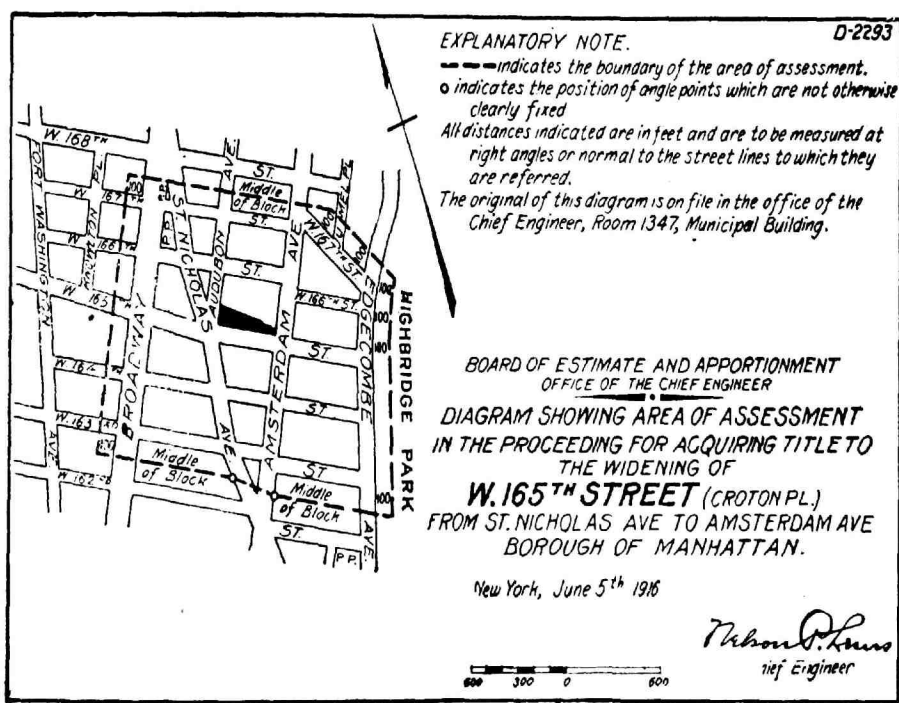 D-2293
EXPLANATORY NOTE.
indicates the boundary of the area of assessment.
indicates the position of angle points which are not otherwise
clearly fixed
All distances indicated are in feet and are to be measured at
right angles or normal to the street lines to which they
are referred.
The original of this diagram is on file in the office of the
Chief Engineer, Room 1347, Municipal Building.
BOARD OF ESTIMATE AND APPORTIONMENT
OFFICE OF THE CHIEF ENGINEER
DIAGRAM SHOWING AREA OF ASSESSMENT
IN THE PROCEEDING FOR ACQUIRING TITLE TO
THE WIDENING OF
W. 165TH STREET (CROTON PL.)
FROM ST. NICHOLAS AVE TO AMSTERDAM AVE
BOROUGH OF MANHATTAN.
New York, June 5th 1916
Nelson P. Lewis
hief Engineer
600 300 0 600
W. 168TH
ST.
FORT WASHINGTON
AVE
W. 167TH
ST.
W. 166TH
ST.
W. 165
ST.
W. 164
ST.
W. 163
ST.
W. 162ND
ST.
BROADWAY
ST. NICHOLAS
AVE
AUDUBON
AVE
AMSTERDAM
AVE
W. 167TH ST.
W. 166TH ST.
EDGECOMBE
AVE.
HIGHBRIDGE PARK
Middle
of Block
Middle
of Block
Middle
of Block
P.P.
P.P.
100
100
100
100
100
100